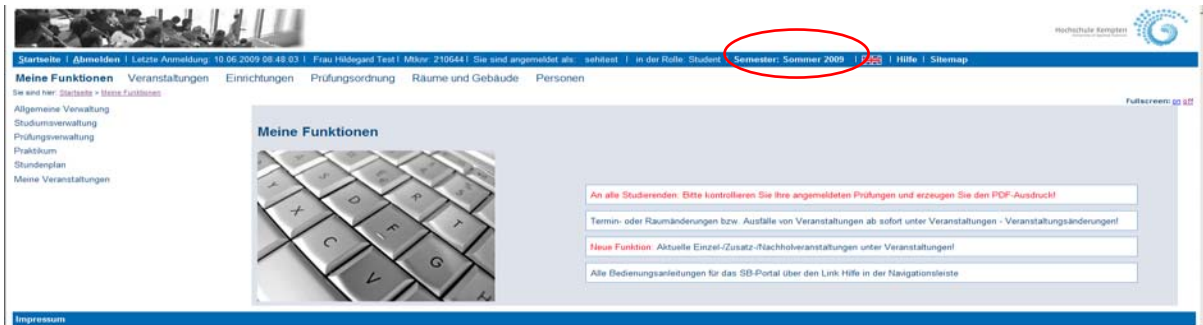 Hochschule Kempten
Startseite | Abmelden | Letzte Anmeldung: 10.06.2009 08:48:03 | Frau Hildegard Test | Mtknr: 210644 | Sie sind angemeldet als: sehitest | in der Rolle: Student | Semester: Sommer 2009 | | Hilfe | Sitemap
Meine Funktionen Veranstaltungen Einrichtungen Prüfungsordnung Räume und Gebäude Personen
Sie sind hier: Startseite > Meine Funktionen
Fullscreen: on off
Allgemeine Verwaltung
Studiumsverwaltung
Prüfungsverwaltung
Praktikum
Stundenplan
Meine Veranstaltungen
Meine Funktionen
An alle Studierenden: Bitte kontrollieren Sie Ihre angemeldeten Prüfungen und erzeugen Sie den PDF-Ausdruck!
Termin- oder Raumänderungen bzw. Ausfälle von Veranstaltungen ab sofort unter Veranstaltungen - Veranstaltungsänderungen!
Neue Funktion: Aktuelle Einzel-/Zusatz-/Nachholveranstaltungen unter Veranstaltungen!
Alle Bedienungsanleitungen für das SB-Portal über den Link Hilfe in der Navigationsleiste
Y
S
E
X
D
R
C
F
T
V
G
Impressum